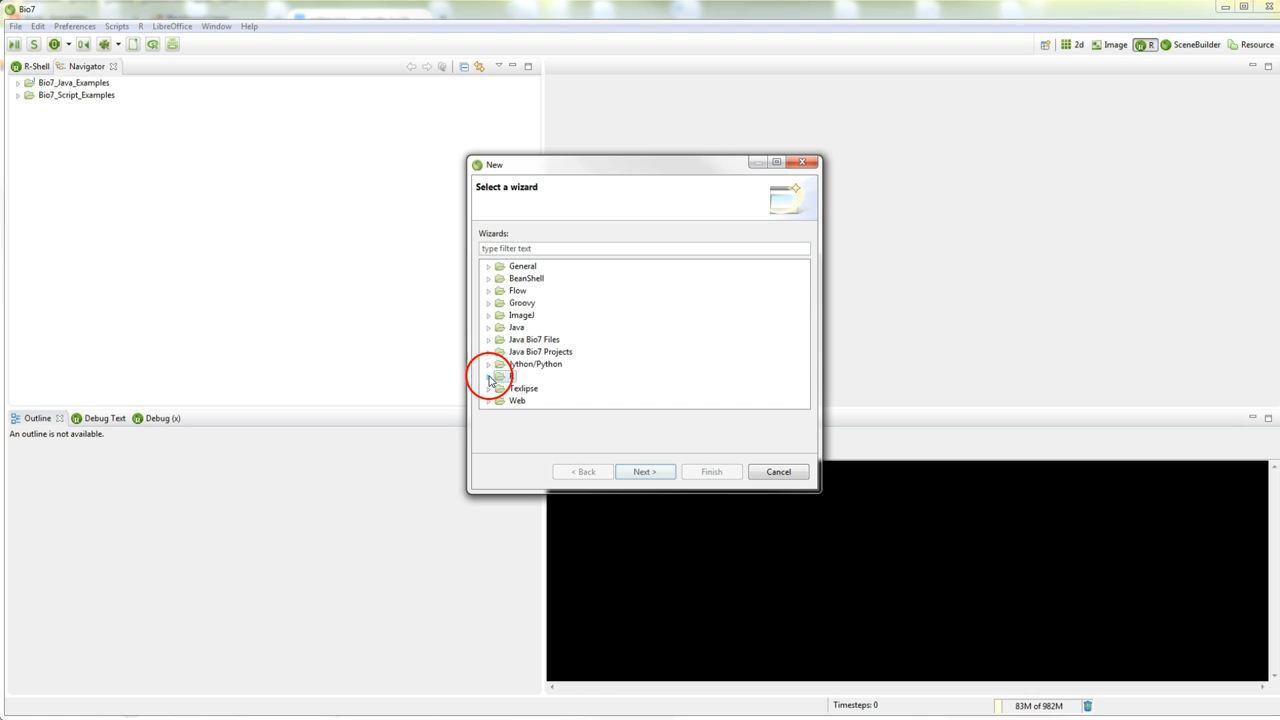 Bio7
File Edit Preferences Scripts R LibreOffice Window Help
2d Image R SceneBuilder Resource
R-Shell Navigator
Bio7_Java_Examples
Bio7_Script_Examples
New
Select a wizard
Wizards:
type filter text
General
BeanShell
Flow
Groovy
ImageJ
Java
Java Bio7 Files
Java Bio7 Projects
Jython/Python
Texlipse
Web
< Back Next > Finish Cancel
Outline Debug Text Debug (x)
An outline is not available.
Timesteps: 0 83M of 982M